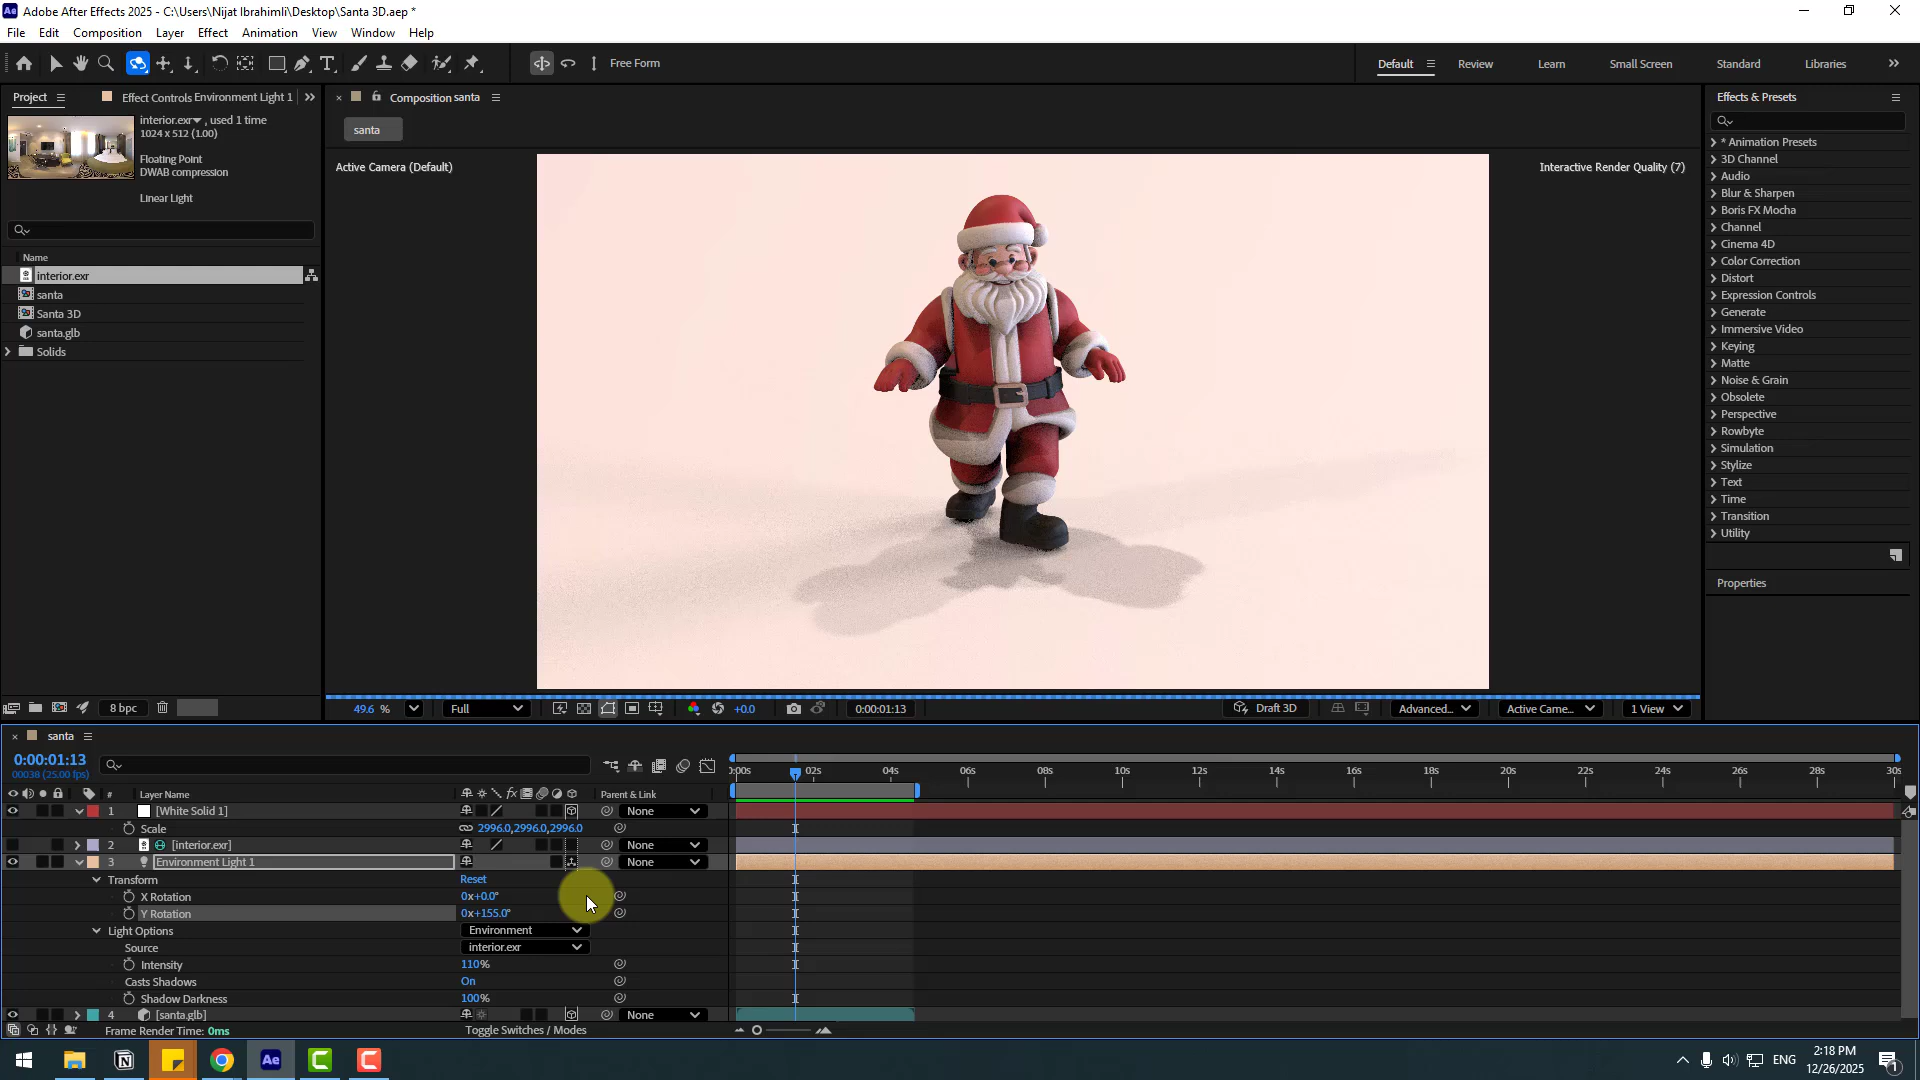 Adobe After Effects 2025 - C:\Users\Nijat Ibrahimli\Desktop\Santa 3D.aep *
File Edit Composition Layer Effect Animation View Window Help
Free Form
Default Review Learn Small Screen Standard Libraries
Project Effect Controls Environment Light 1
Composition santa
Effects & Presets
interior.exr , used 1 time
1024 x 512 (1.00)
Floating Point
DWAB compression
Linear Light
santa
Active Camera (Default)
Interactive Render Quality (7)
Name
interior.exr
santa
Santa 3D
santa.glb
Solids
* Animation Presets
3D Channel
Audio
Blur & Sharpen
Boris FX Mocha
Channel
Cinema 4D
Color Correction
Distort
Expression Controls
Generate
Immersive Video
Keying
Matte
Noise & Grain
Obsolete
Perspective
Rowbyte
Simulation
Stylize
Text
Time
Transition
Utility
Properties
8 bpc
49.6 % Full +0.0 0:00:01:13 Draft 3D Advanced... Active Came... 1 View
santa
0:00:01:13
00038 (25.00 fps)
):00s 02s 04s 06s 08s 10s 12s 14s 16s 18s 20s 22s 24s 26s 28s 30s
# Layer Name Parent & Link
1 [White Solid 1] None
Scale 2996.0,2996.0,2996.0
2 [interior.exr] None
3 Environment Light 1 None
Transform Reset
X Rotation 0x+0.0°
Y Rotation 0x+155.0°
Light Options Environment
Source interior.exr
Intensity 110%
Casts Shadows On
Shadow Darkness 100%
4 [santa.glb] None
Frame Render Time: 0ms Toggle Switches / Modes
ENG 2:18 PM
12/26/2025